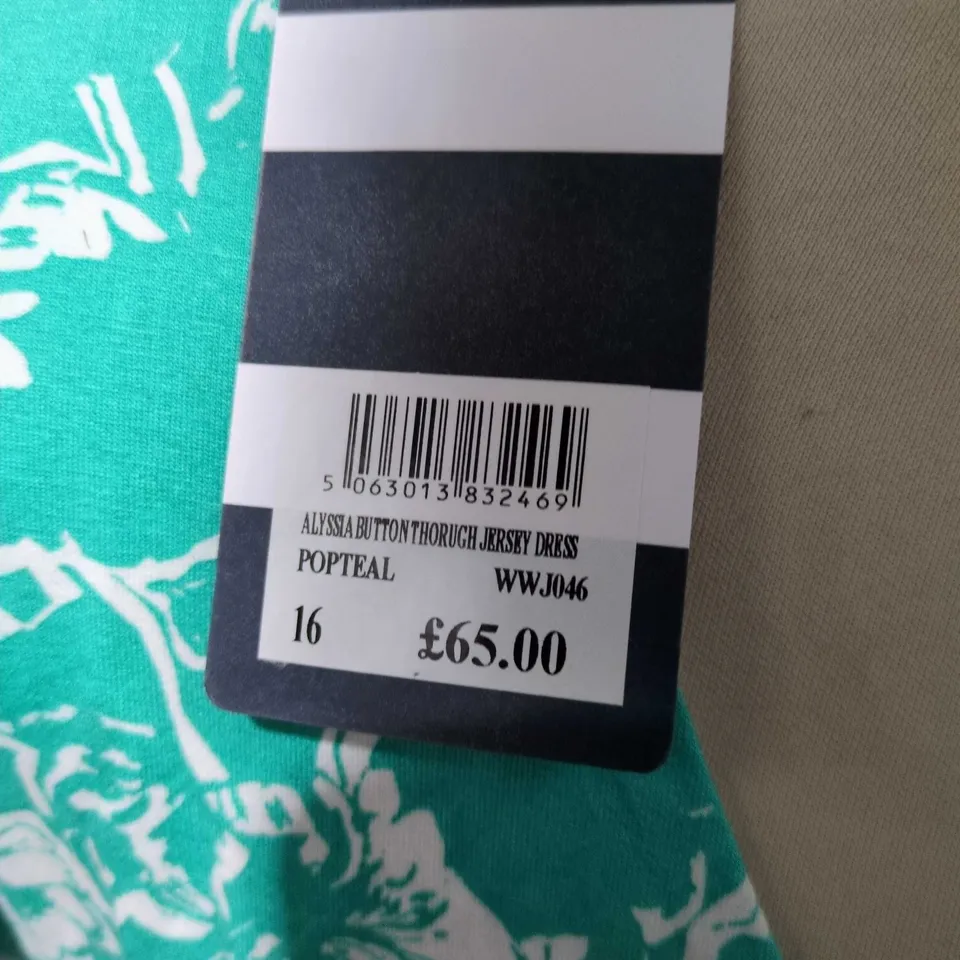 5 063013 832469
ALYSSIA BUTTON THORUGH JERSEY DRESS
POPTEAL WWJ046
16 £65.00